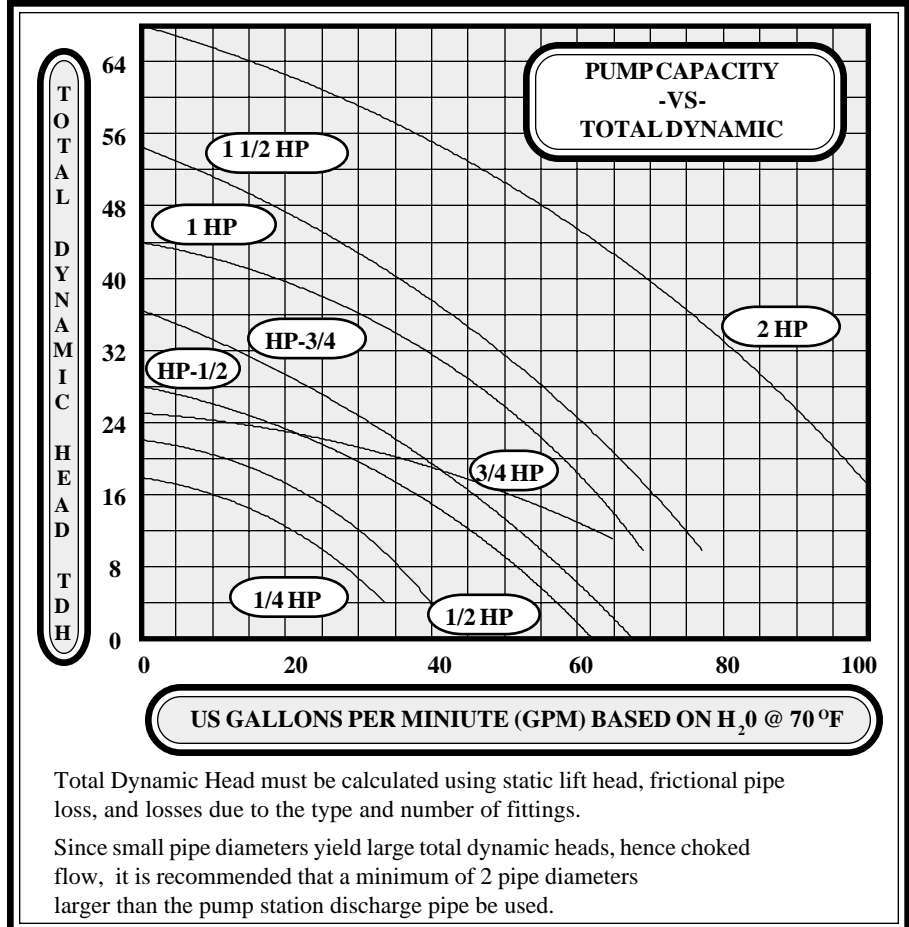 PUMP CAPACITY
-VS-
TOTAL DYNAMIC
TOTAL DYNAMIC HEAD TDH
64
56
48
40
32
24
16
8
0
1 1/2 HP
1 HP
HP-3/4
HP-1/2
2 HP
3/4 HP
1/4 HP
1/2 HP
0 20 40 60 80 100
US GALLONS PER MINIUTE (GPM) BASED ON H₂0 @ 70 ᴼF
Total Dynamic Head must be calculated using static lift head, frictional pipe
loss, and losses due to the type and number of fittings.
Since small pipe diameters yield large total dynamic heads, hence choked
flow, it is recommended that a minimum of 2 pipe diameters
larger than the pump station discharge pipe be used.